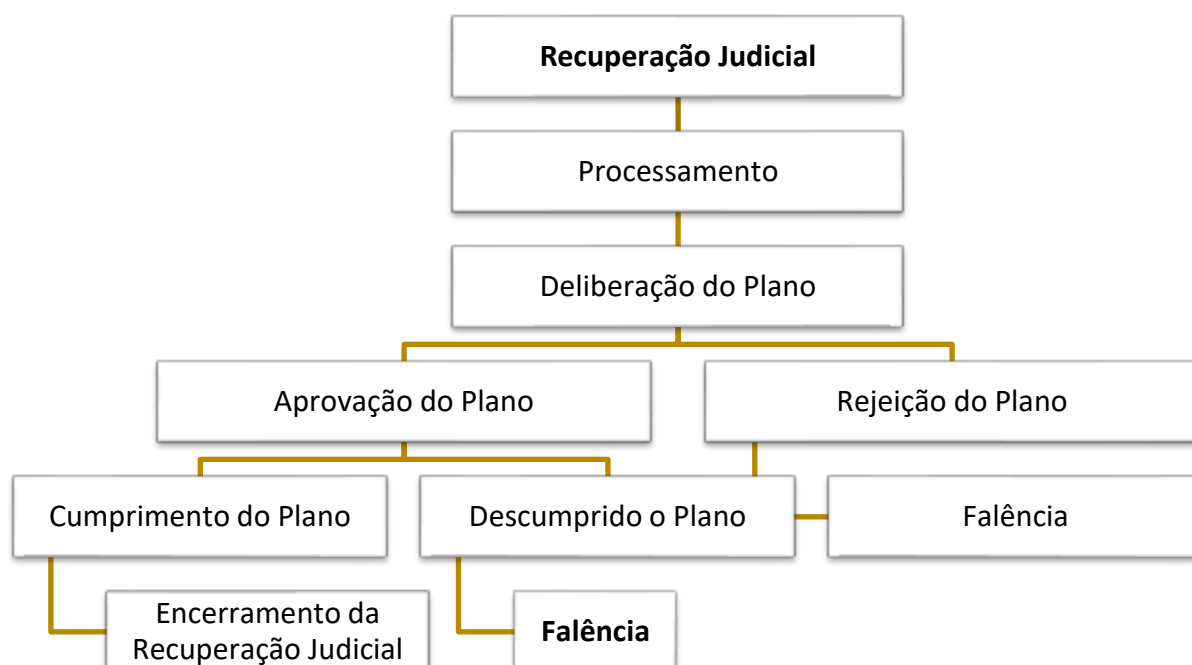 Recuperação Judicial
Processamento
Deliberação do Plano
Aprovação do Plano
Rejeição do Plano
Cumprimento do Plano
Descumprido o Plano
Falência
Encerramento da
Recuperação Judicial
Falência